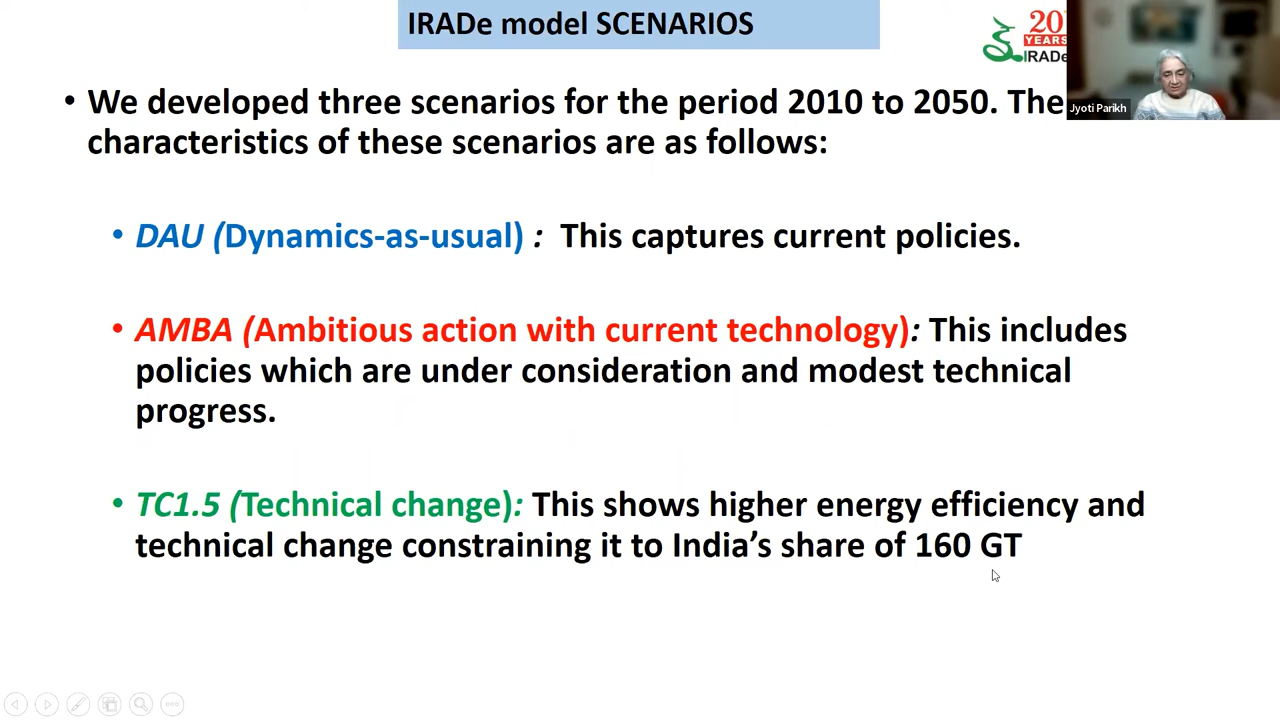 IRADe model SCENARIOS
20
YEARS
IRADe
Jyoti Parikh
• We developed three scenarios for the period 2010 to 2050. The
characteristics of these scenarios are as follows:
• DAU (Dynamics-as-usual) : This captures current policies.
• AMBA (Ambitious action with current technology): This includes
policies which are under consideration and modest technical
progress.
• TC1.5 (Technical change): This shows higher energy efficiency and
technical change constraining it to India’s share of 160 GT